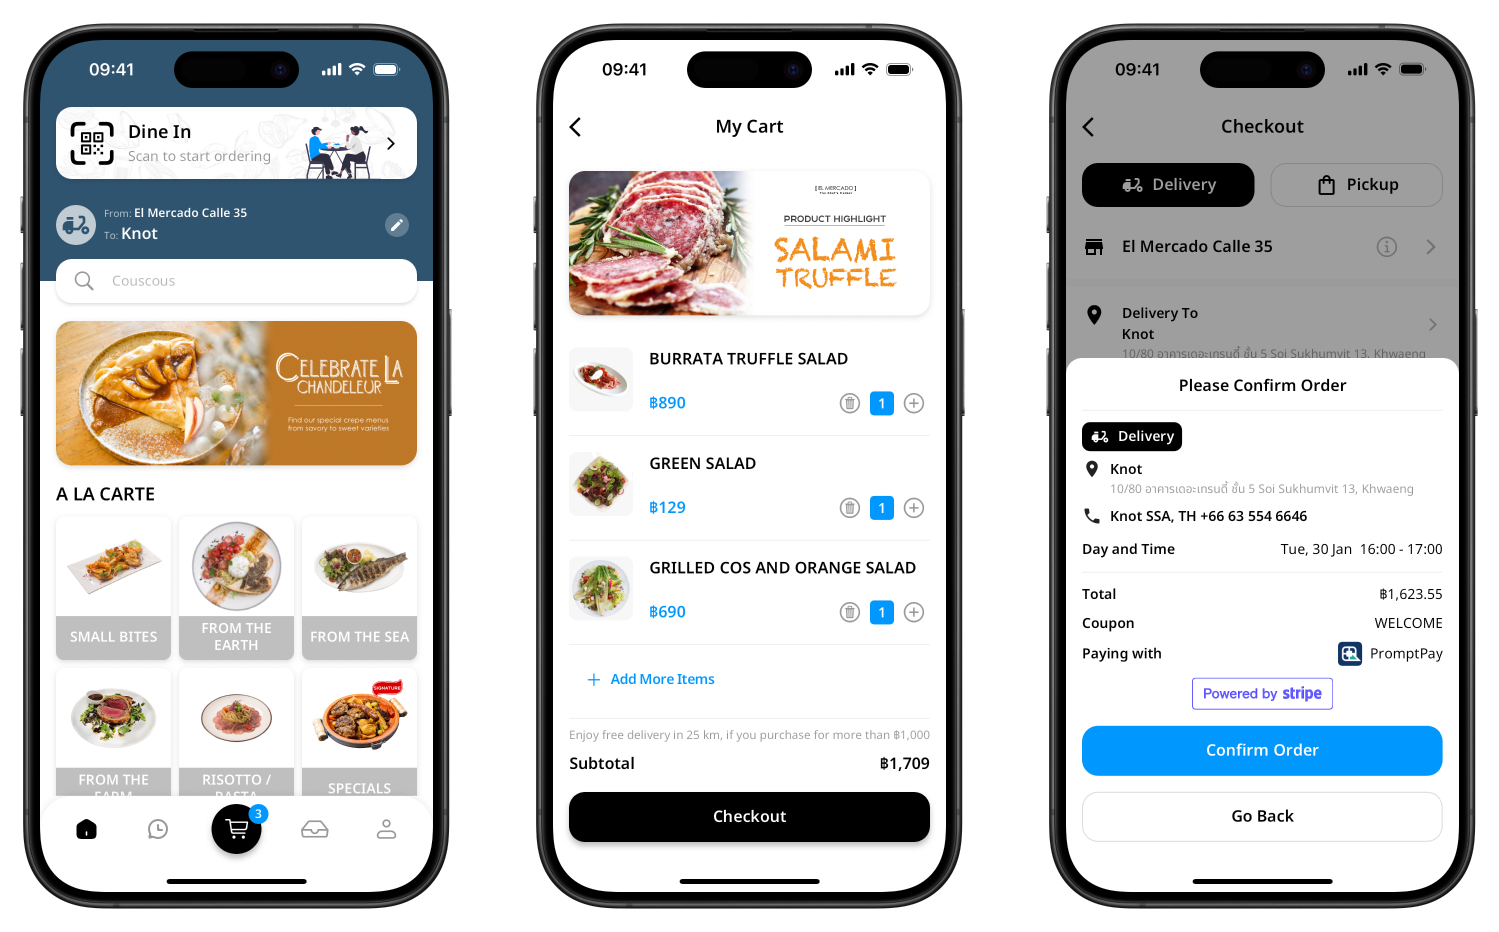 09:41
Dine In
Scan to start ordering
From: El Mercado Calle 35
To: Knot
Couscous
CELEBRATE LA
CHANDELEUR
Find our special crepe menus
from savory to sweet varieties
A LA CARTE
SMALL BITES
FROM THE
EARTH
FROM THE SEA
SIGNATURE
FROM THE
FARM
RISOTTO /
PASTA
SPECIALS
3
09:41
My Cart
[EL MERCADO]
PRODUCT HIGHLIGHT
SALAMI
TRUFFLE
BURRATA TRUFFLE SALAD
฿890
1
GREEN SALAD
฿129
1
GRILLED COS AND ORANGE SALAD
฿690
1
Add More Items
Enjoy free delivery in 25 km, if you purchase for more than ฿1,000
Subtotal ฿1,709
Checkout
09:41
Checkout
Delivery Pickup
El Mercado Calle 35
Delivery To
Knot
10/80 อาคารเดอะเทรนดี้ ชั้น 5 Soi Sukhumvit 13, Khwaeng
Please Confirm Order
Delivery
Knot
10/80 อาคารเดอะเทรนดี้ ชั้น 5 Soi Sukhumvit 13, Khwaeng
Knot SSA, TH +66 63 554 6646
Day and Time Tue, 30 Jan 16:00 - 17:00
Total ฿1,623.55
Coupon WELCOME
Paying with PromptPay
Powered by stripe
Confirm Order
Go Back